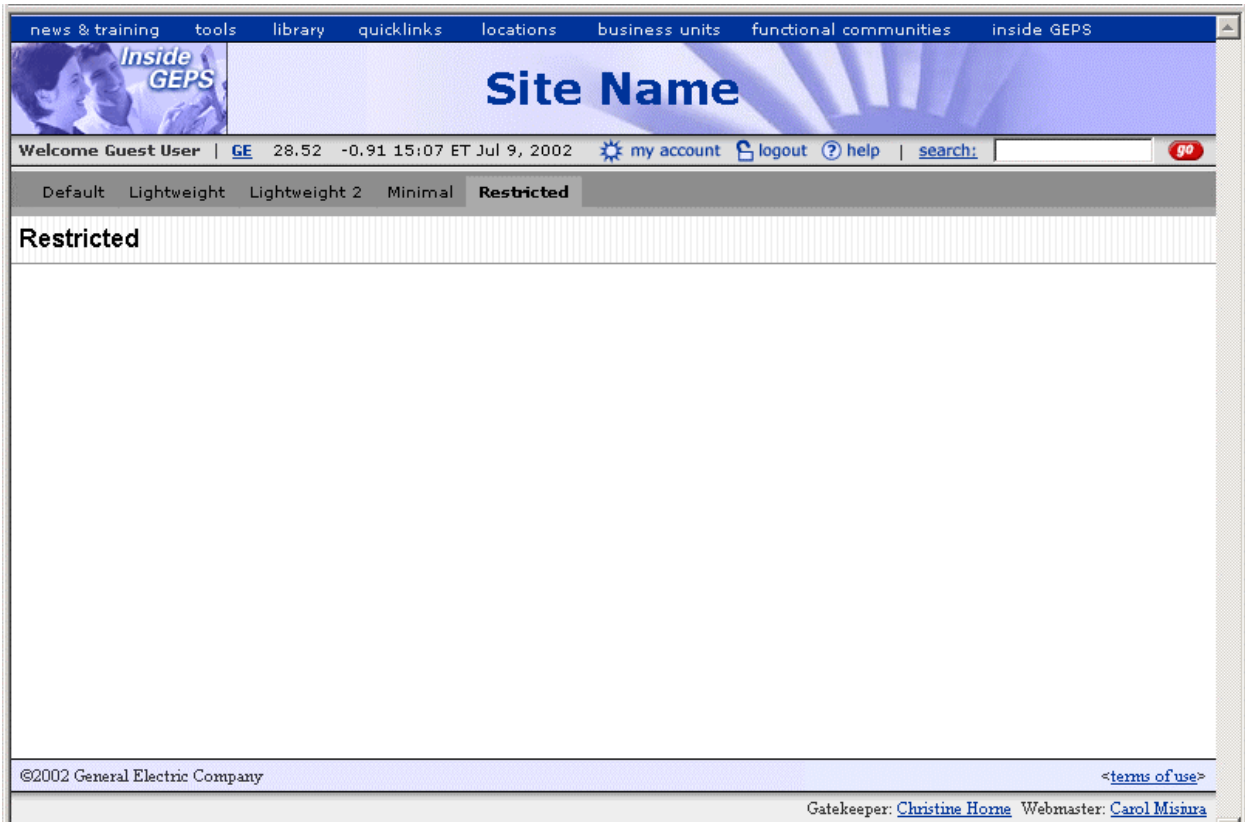 news & training tools library quicklinks locations business units functional communities inside GEPS
Inside
GEPS
Site Name
Welcome Guest User | GE 28.52 -0.91 15:07 ET Jul 9, 2002 my account logout ? help | search: go
Default Lightweight Lightweight 2 Minimal Restricted
Restricted
©2002 General Electric Company <terms of use>
Gatekeeper: Christine Horne Webmaster: Carol Misiura